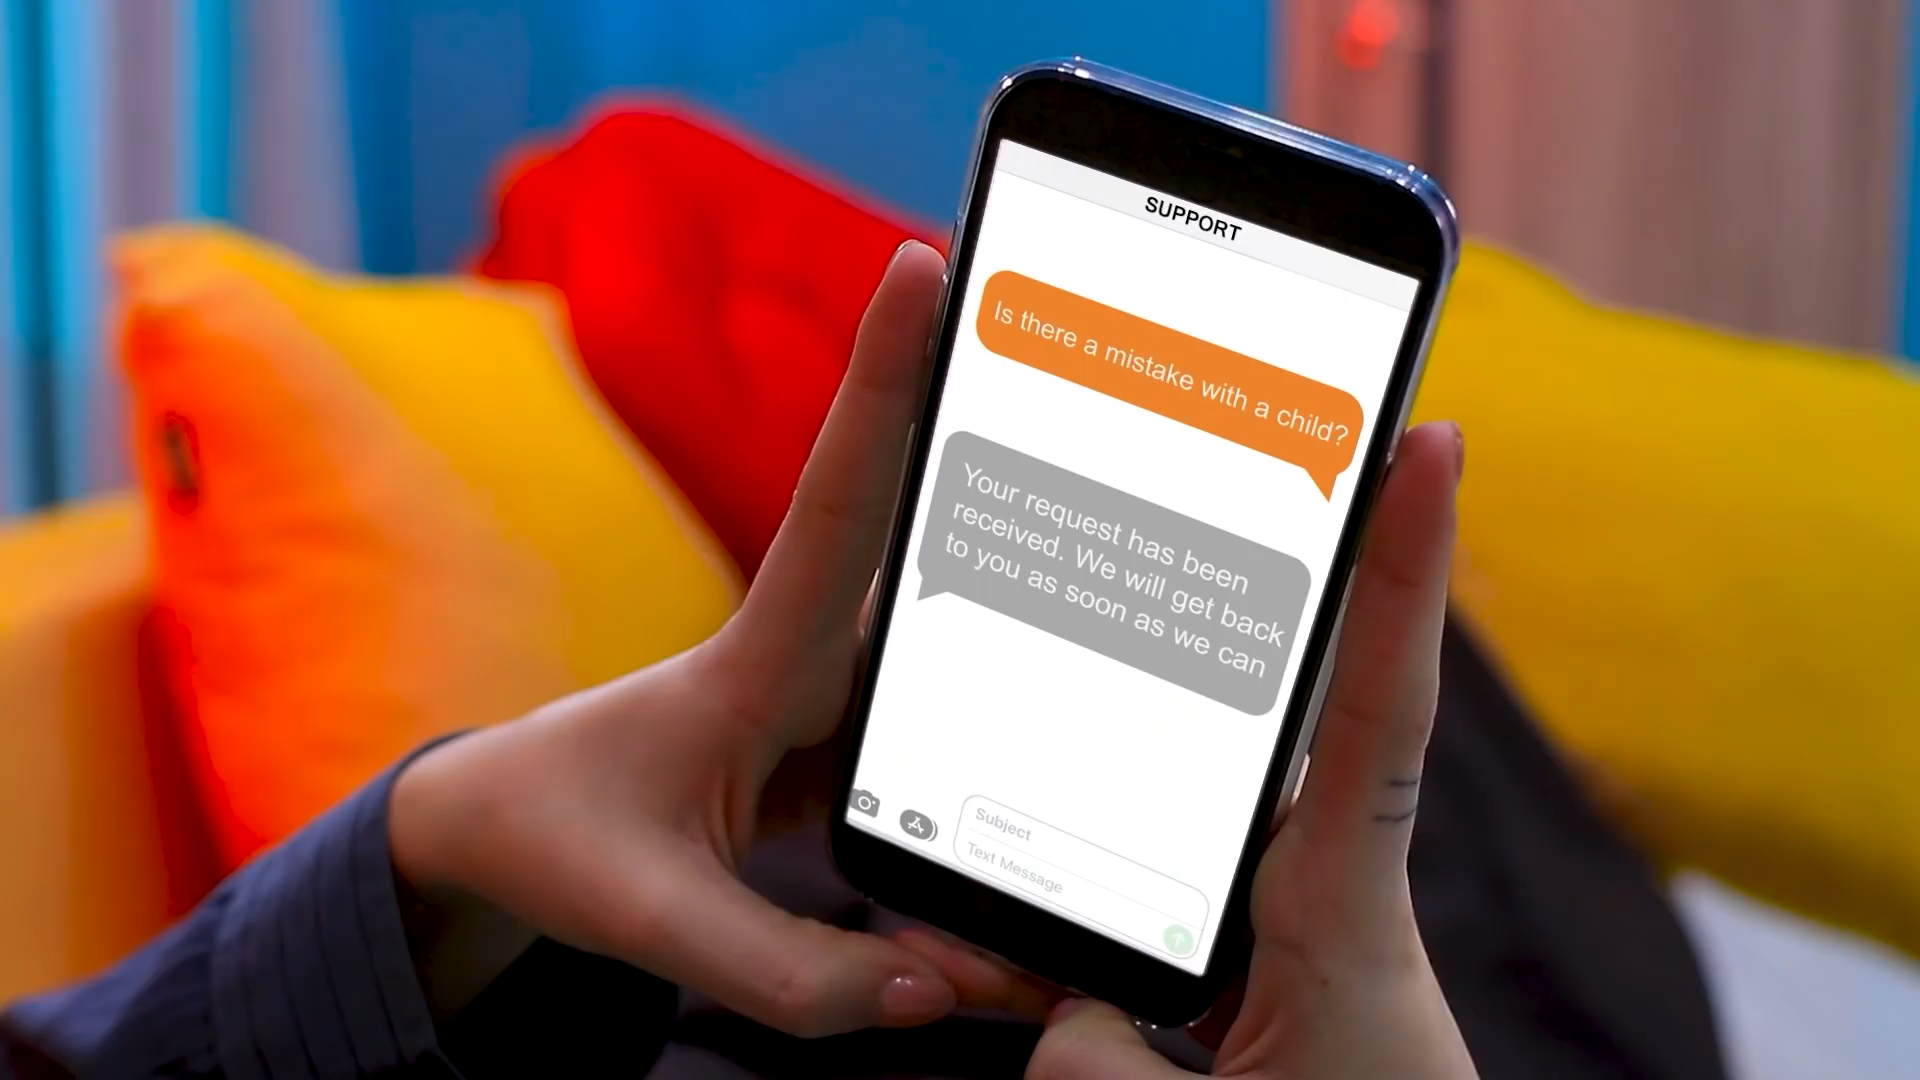 SUPPORT
Is there a mistake with a child?
Your request has been
received. We will get back
to you as soon as we can
Subject
Text Message